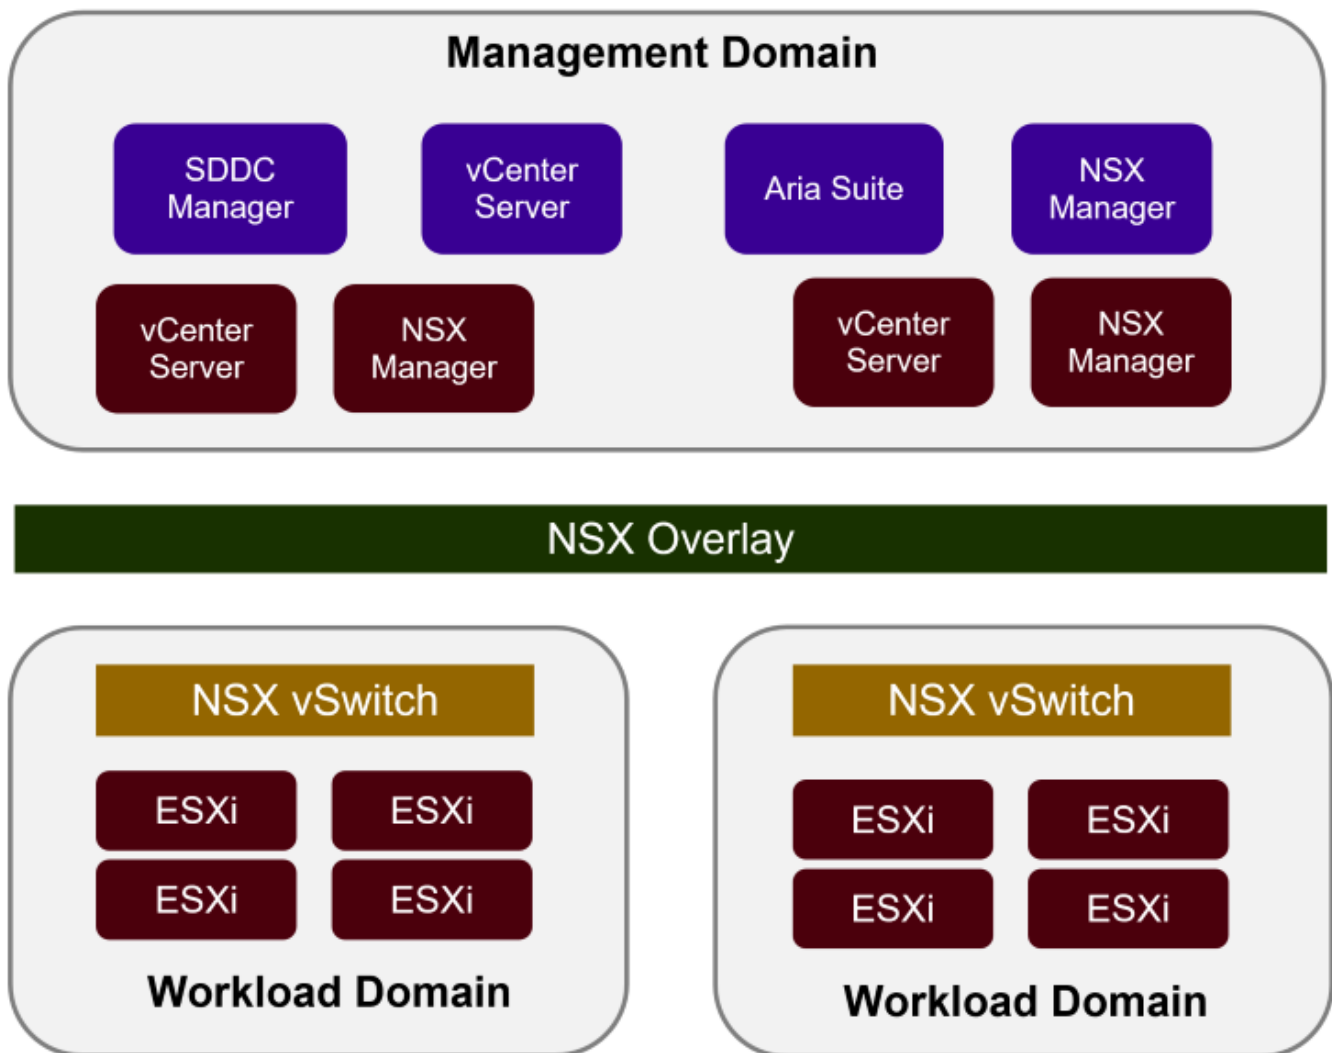 Management Domain
SDDC
Manager
vCenter
Server
Aria Suite
NSX
Manager
vCenter
Server
NSX
Manager
vCenter
Server
NSX
Manager
NSX Overlay
NSX vSwitch
ESXi
ESXi
ESXi
ESXi
Workload Domain
NSX vSwitch
ESXi
ESXi
ESXi
ESXi
Workload Domain